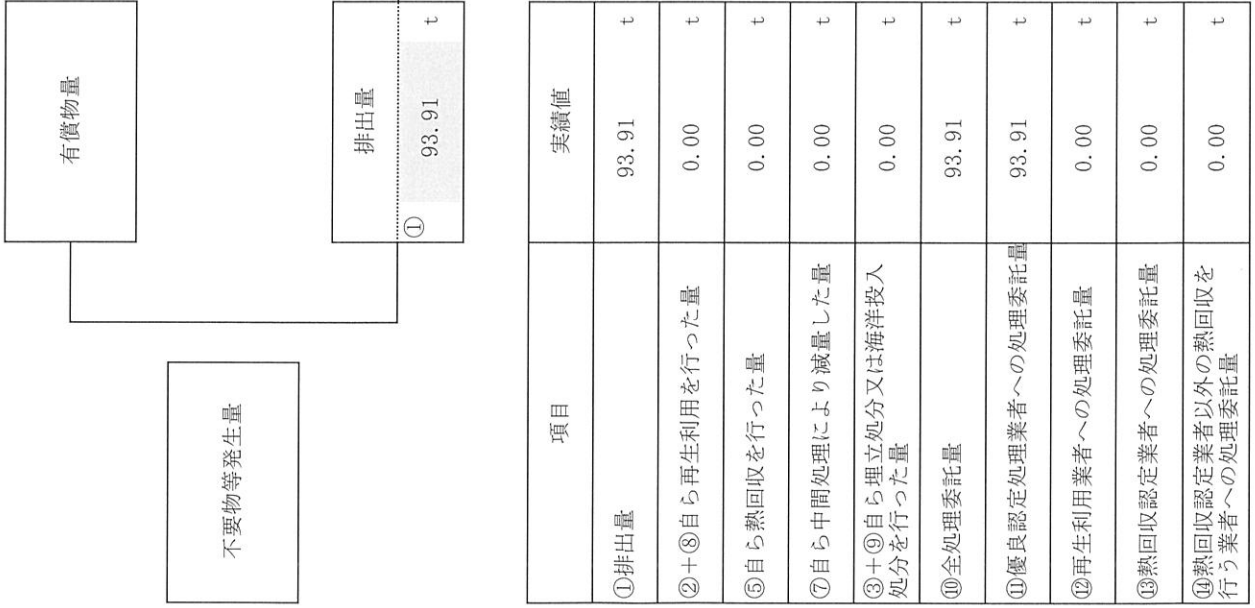 有償物量
不要物等発生量
排出量
① 93.91 t
項目 実績値
①排出量 93.91 t
②+⑧自ら再生利用を行った量 0.00 t
⑤自ら熱回収を行った量 0.00 t
⑦自ら中間処理により減量した量 0.00 t
③+⑨自ら埋立処分又は海洋投入
処分を行った量 0.00 t
⑩全処理委託量 93.91 t
⑪優良認定処理業者への処理委託量 93.91 t
⑫再生利用業者への処理委託量 0.00 t
⑬熱回収認定業者への処理委託量 0.00 t
⑭熱回収認定業者以外の熱回収を
行う業者への処理委託量 0.00 t